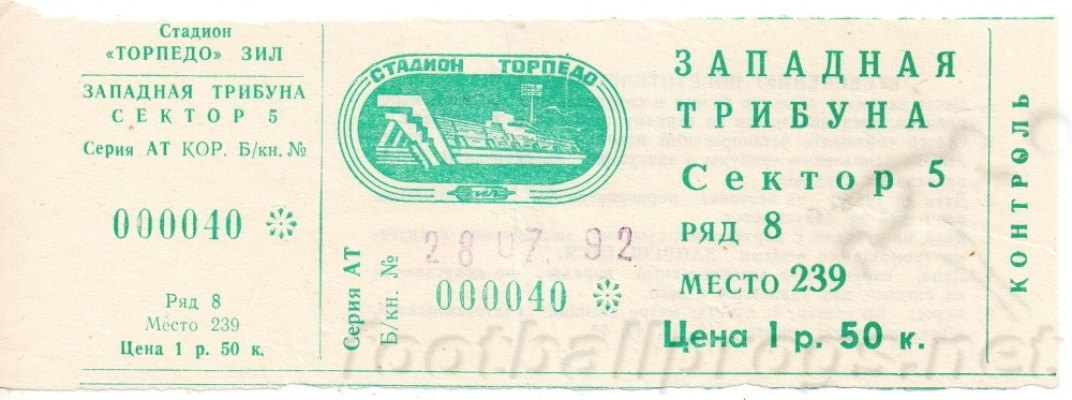 Стадион
«ТОРПЕДО» ЗИЛ
ЗАПАДНАЯ ТРИБУНА
СЕКТОР 5
Серия АТ КОР. Б/кн. №
000040
Ряд 8
Место 239
Цена 1 р. 50 к.
СТАДИОН ТОРПЕДО
ЗИЛ
Серия АТ
Б/кн. №
28 07 92
000040
ЗАПАДНАЯ
ТРИБУНА
Сектор 5
РЯД 8
МЕСТО 239
Цена 1 р. 50 к.
КОНТРОЛЬ
footballprogs.net